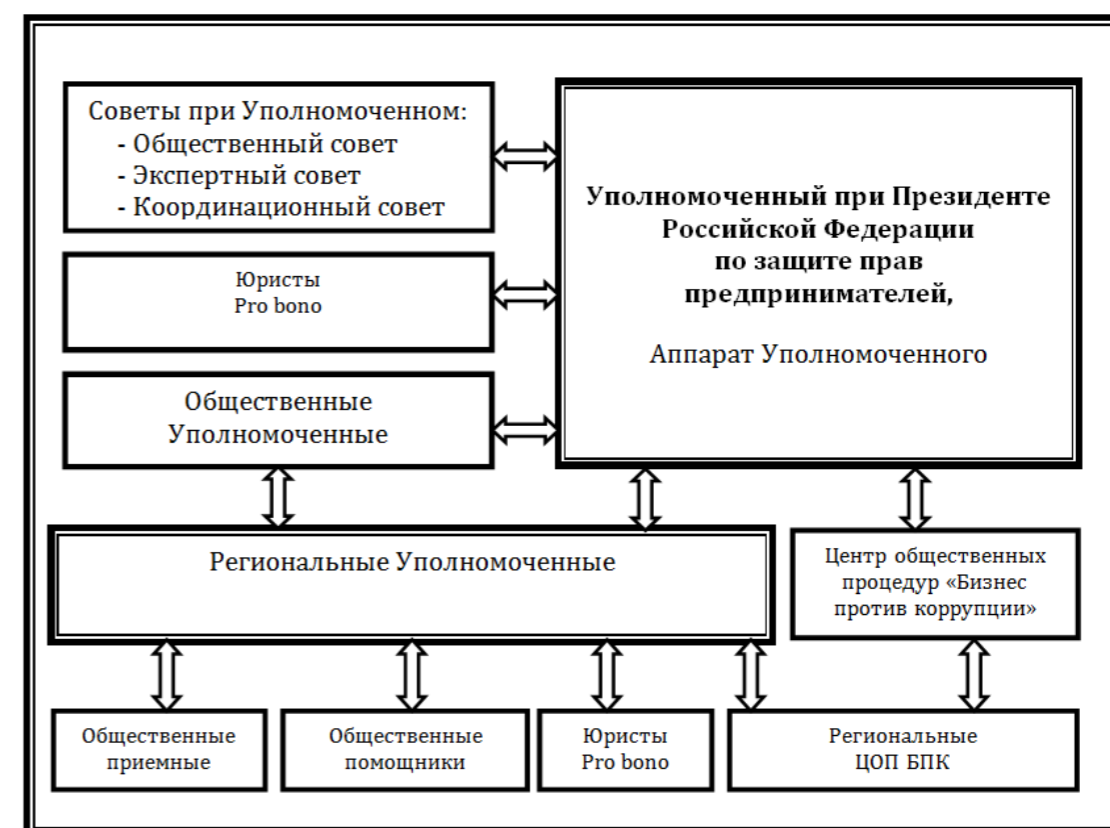 Советы при Уполномоченном:
- Общественный совет
- Экспертный совет
- Координационный совет
Уполномоченный при Президенте
Российской Федерации
по защите прав
предпринимателей,
Аппарат Уполномоченного
Юристы
Pro bono
Общественные
Уполномоченные
Региональные Уполномоченные
Центр общественных
процедур «Бизнес
против коррупции»
Общественные
приемные
Общественные
помощники
Юристы
Pro bono
Региональные
ЦОП БПК